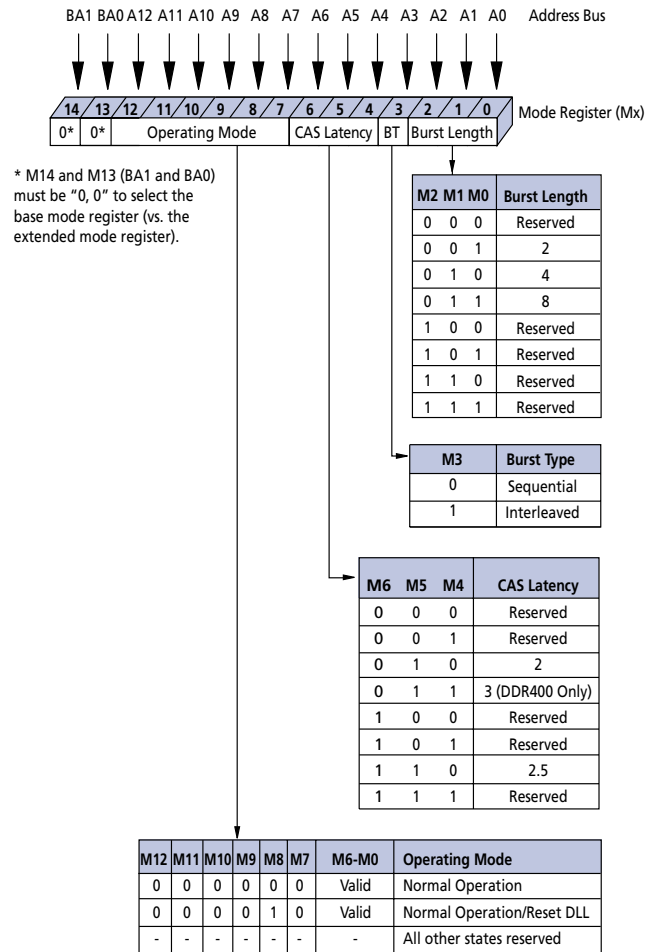 BA1 BA0 A12 A11 A10 A9 A8 A7 A6 A5 A4 A3 A2 A1 A0 Address Bus
14 13 12 11 10 9 8 7 6 5 4 3 2 1 0 Mode Register (Mx)
0* 0* Operating Mode CAS Latency BT Burst Length
* M14 and M13 (BA1 and BA0)
must be “0, 0” to select the
base mode register (vs. the
extended mode register).
M2 M1 M0 Burst Length
0 0 0 Reserved
0 0 1 2
0 1 0 4
0 1 1 8
1 0 0 Reserved
1 0 1 Reserved
1 1 0 Reserved
1 1 1 Reserved
M3 Burst Type
0 Sequential
1 Interleaved
M6 M5 M4 CAS Latency
0 0 0 Reserved
0 0 1 Reserved
0 1 0 2
0 1 1 3 (DDR400 Only)
1 0 0 Reserved
1 0 1 Reserved
1 1 0 2.5
1 1 1 Reserved
M12 M11 M10 M9 M8 M7 M6-M0 Operating Mode
0 0 0 0 0 0 Valid Normal Operation
0 0 0 0 1 0 Valid Normal Operation/Reset DLL
- - - - - - - All other states reserved